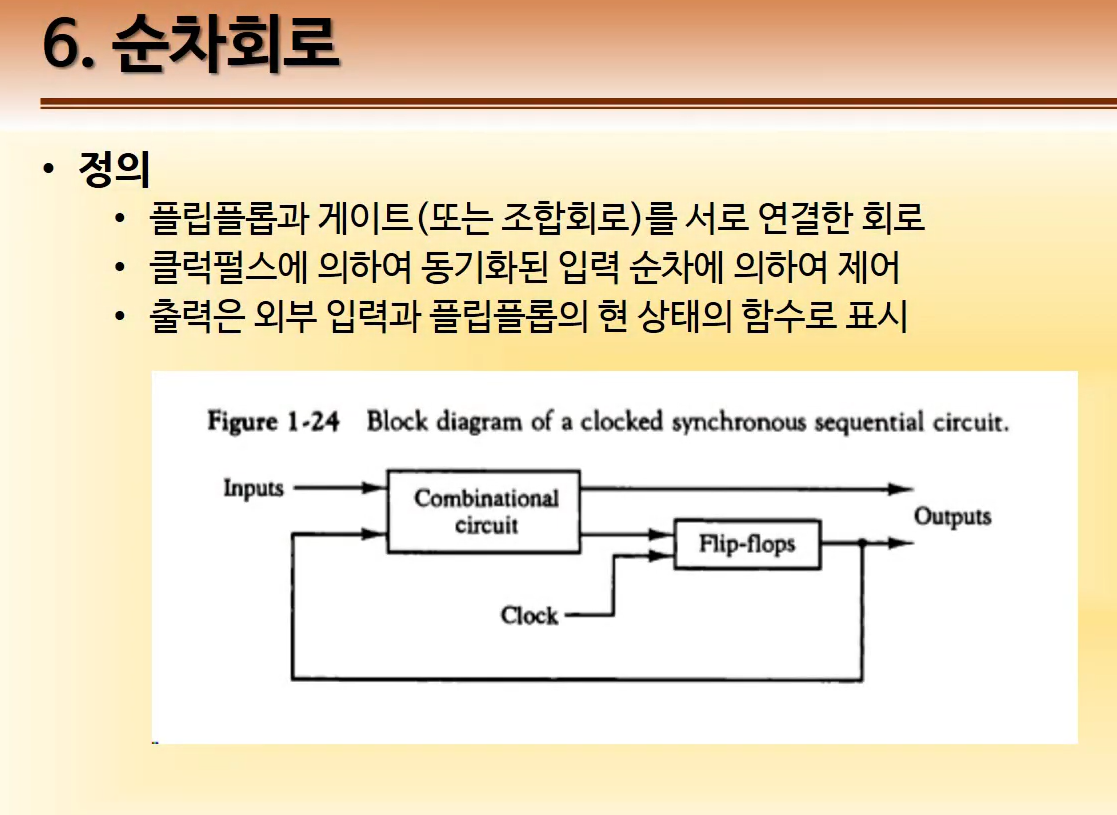 6. 순차회로
• 정의
• 플립플롭과 게이트(또는 조합회로)를 서로 연결한 회로
• 클럭펄스에 의하여 동기화된 입력 순차에 의하여 제어
• 출력은 외부 입력과 플립플롭의 현 상태의 함수로 표시
Figure 1-24 Block diagram of a clocked synchronous sequential circuit.
Inputs
Combinational
circuit
Outputs
Flip-flops
Clock